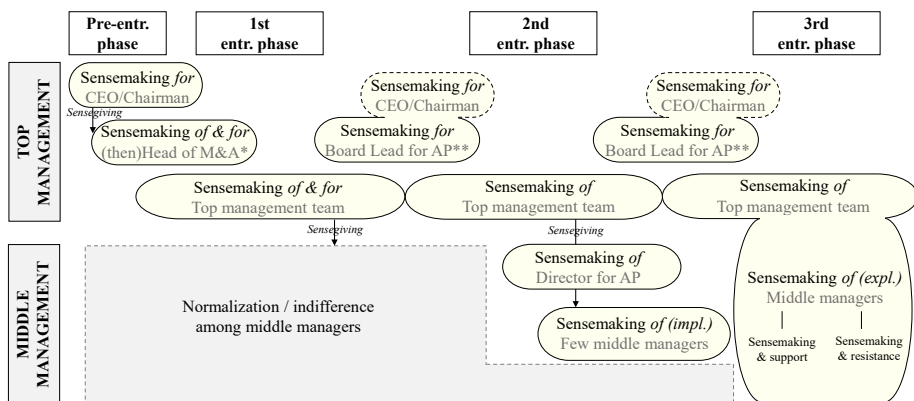 Pre-entr.
phase
1st
entr. phase
2nd
entr. phase
3rd
entr. phase
TOP
MANAGEMENT
Sensemaking for
CEO/Chairman
Sensegiving
Sensemaking of & for
(then)Head of M&A*
Sensemaking for
CEO/Chairman
Sensemaking for
Board Lead for AP**
Sensemaking for
CEO/Chairman
Sensemaking for
Board Lead for AP**
Sensemaking of & for
Top management team
Sensemaking of
Top management team
Sensemaking of
Top management team
Sensegiving
Sensegiving
MIDDLE
MANAGEMENT
Normalization / indifference
among middle managers
Sensemaking of
Director for AP
Sensemaking of (impl.)
Few middle managers
Sensemaking of (expl.)
Middle managers
Sensemaking
& support
Sensemaking
& resistance